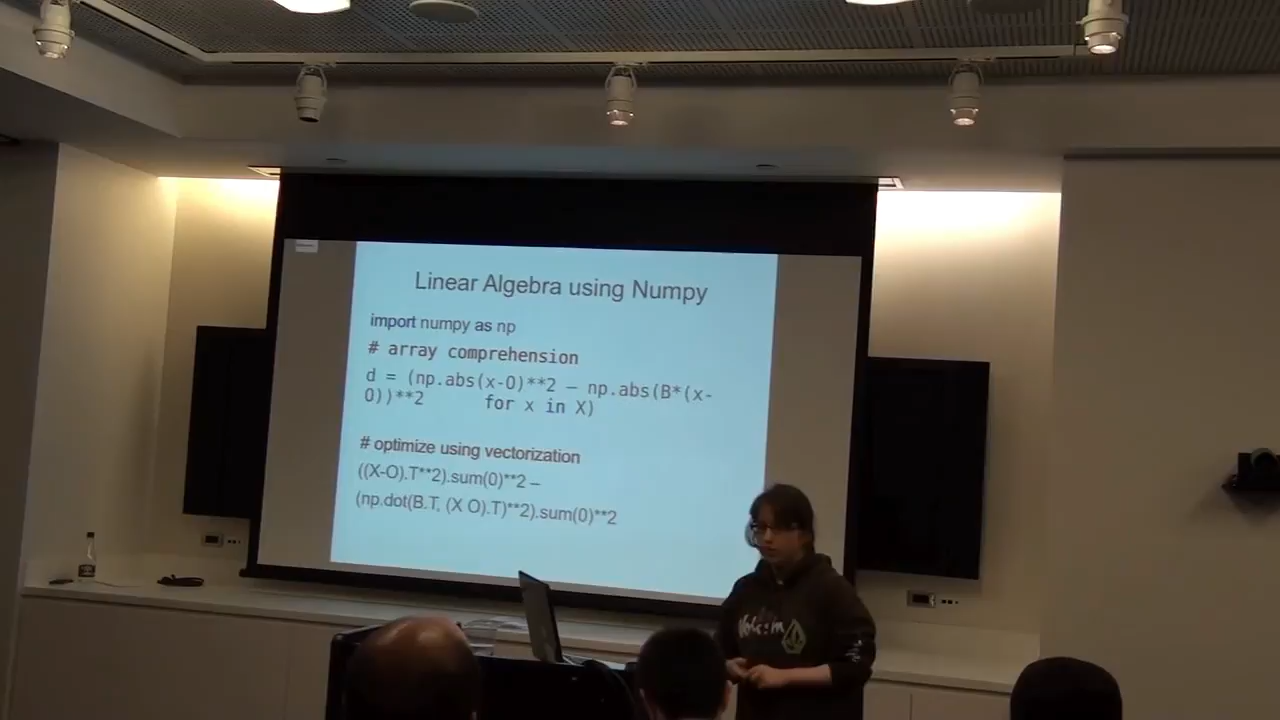 Linear Algebra using Numpy
import numpy as np
# array comprehension
d = (np.abs(x-O)**2 – np.abs(B*(x-
O))**2 for x in X)
# optimize using vectorization
((X-O).T**2).sum(0)**2 –
(np.dot(B.T, (X O).T)**2).sum(0)**2
Volcom